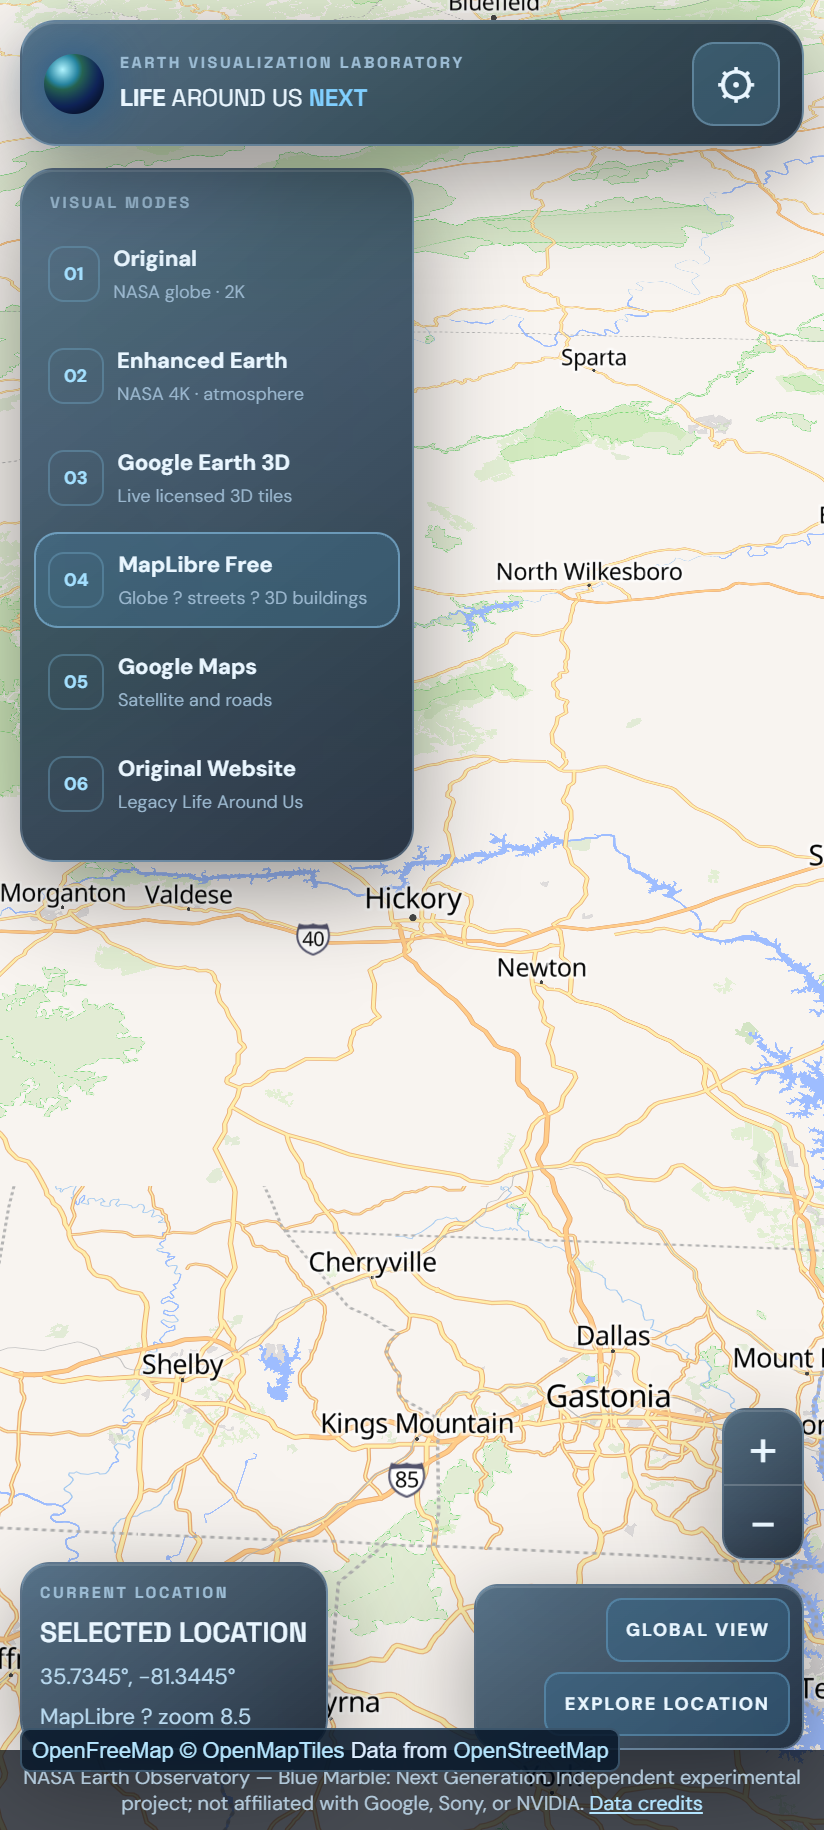 Bluefield
EARTH VISUALIZATION LABORATORY
LIFE AROUND US NEXT
VISUAL MODES
01
Original
NASA globe · 2K
02
Enhanced Earth
NASA 4K · atmosphere
03
Google Earth 3D
Live licensed 3D tiles
04
MapLibre Free
Globe ? streets ? 3D buildings
05
Google Maps
Satellite and roads
06
Original Website
Legacy Life Around Us
Sparta
North Wilkesboro
Morganton
Valdese
Hickory
40
Newton
Cherryville
Dallas
Shelby
Mount
Gastonia
Kings Mountain
85
+
−
CURRENT LOCATION
SELECTED LOCATION
35.7345°, −81.3445°
MapLibre ? zoom 8.5
GLOBAL VIEW
EXPLORE LOCATION
yrna
OpenFreeMap © OpenMapTiles Data from OpenStreetMap
York
NASA Earth Observatory — Blue Marble: Next Generation. Independent experimental
project; not affiliated with Google, Sony, or NVIDIA. Data credits